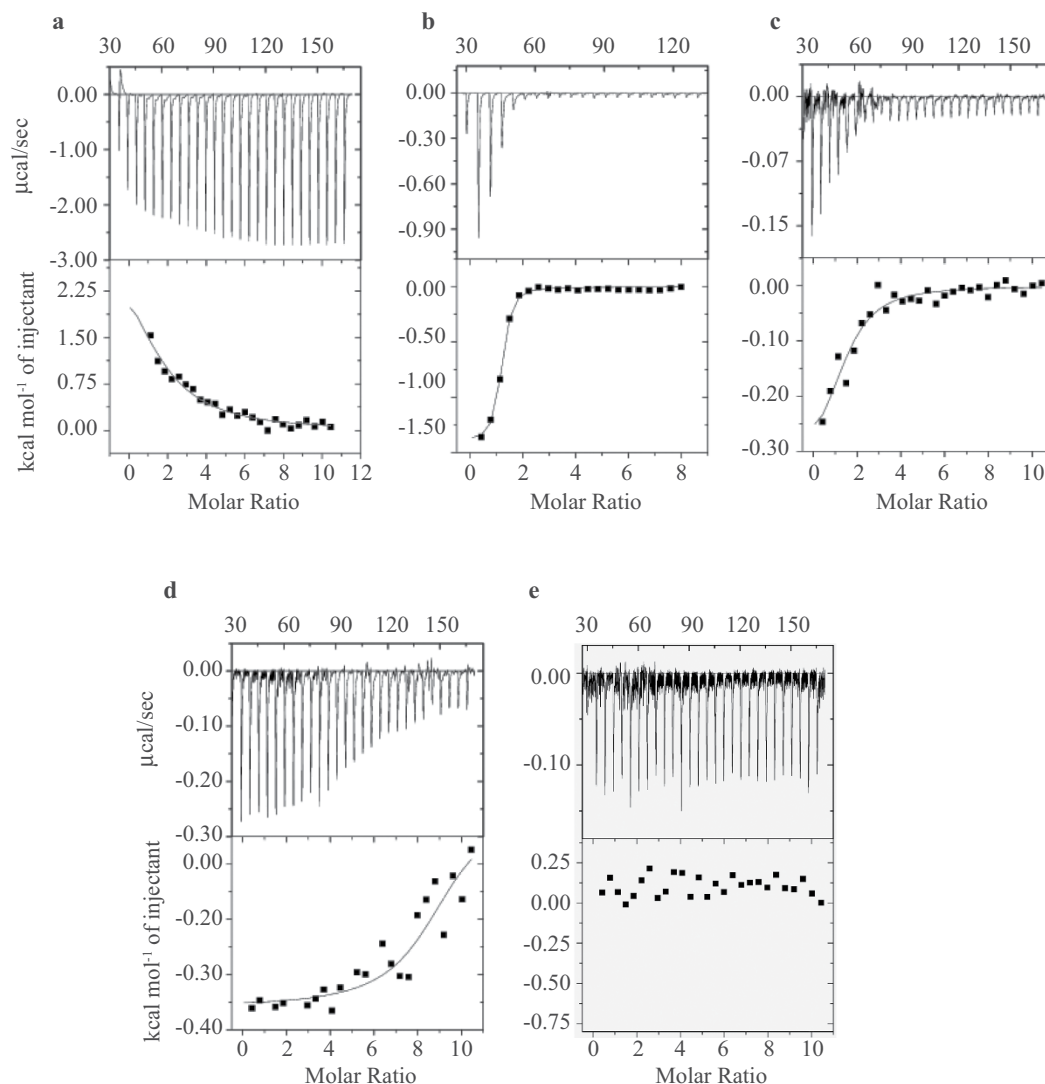 a
30 60 90 120 150
0.00
-1.00
-2.00
-3.00
µcal/sec
2.25
1.50
0.75
0.00
kcal mol⁻¹ of injectant
0 2 4 6 8 10 12
Molar Ratio
b
30 60 90 120
0.00
-0.30
-0.60
-0.90
0.00
-0.50
-1.00
-1.50
0 2 4 6 8
Molar Ratio
c
30 60 90 120 150
0.00
-0.07
-0.15
0.00
-0.10
-0.20
-0.30
0 2 4 6 8 10
Molar Ratio
d
30 60 90 120 150
0.00
-0.10
-0.20
-0.30
µcal/sec
0.00
-0.20
-0.30
-0.40
kcal mol⁻¹ of injectant
0 2 4 6 8 10
Molar Ratio
e
30 60 90 120 150
0.00
-0.10
0.25
0.00
-0.25
-0.50
-0.75
0 2 4 6 8 10
Molar Ratio